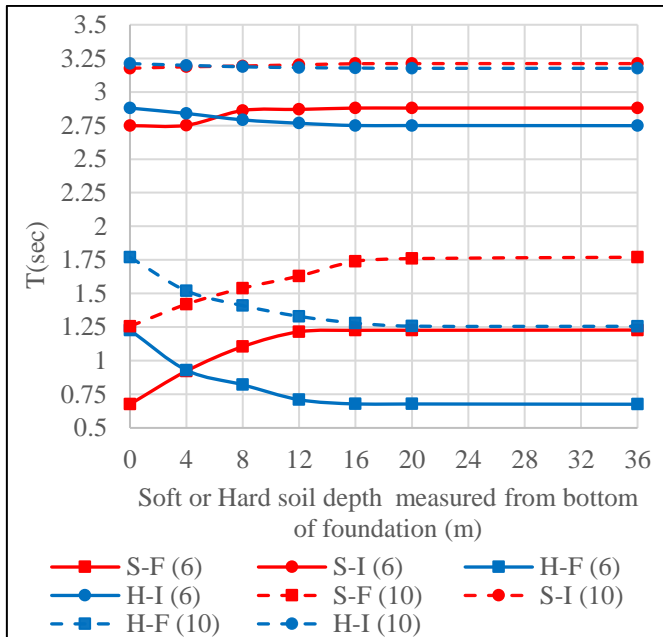 3.5
3.25
3
2.75
2.5
2.25
2
1.75
1.5
1.25
1
0.75
0.5
T(sec)
0 4 8 12 16 20 24 28 32 36
Soft or Hard soil depth measured from bottom
of foundation (m)
S-F (6) S-I (6) H-F (6)
H-I (6) S-F (10) S-I (10)
H-F (10) H-I (10)